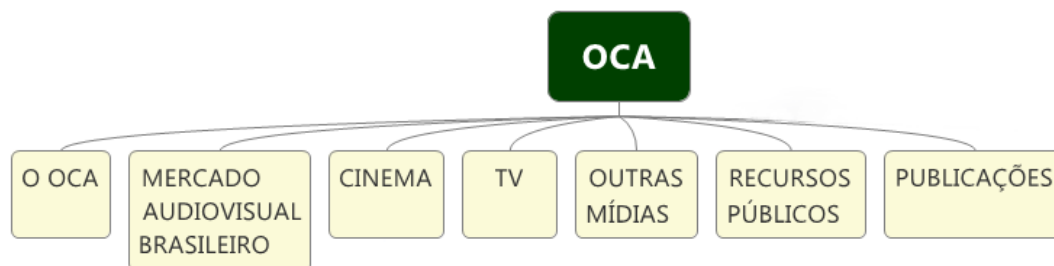 OCA
O OCA
MERCADO
AUDIOVISUAL
BRASILEIRO
CINEMA
TV
OUTRAS
MÍDIAS
RECURSOS
PÚBLICOS
PUBLICAÇÕES